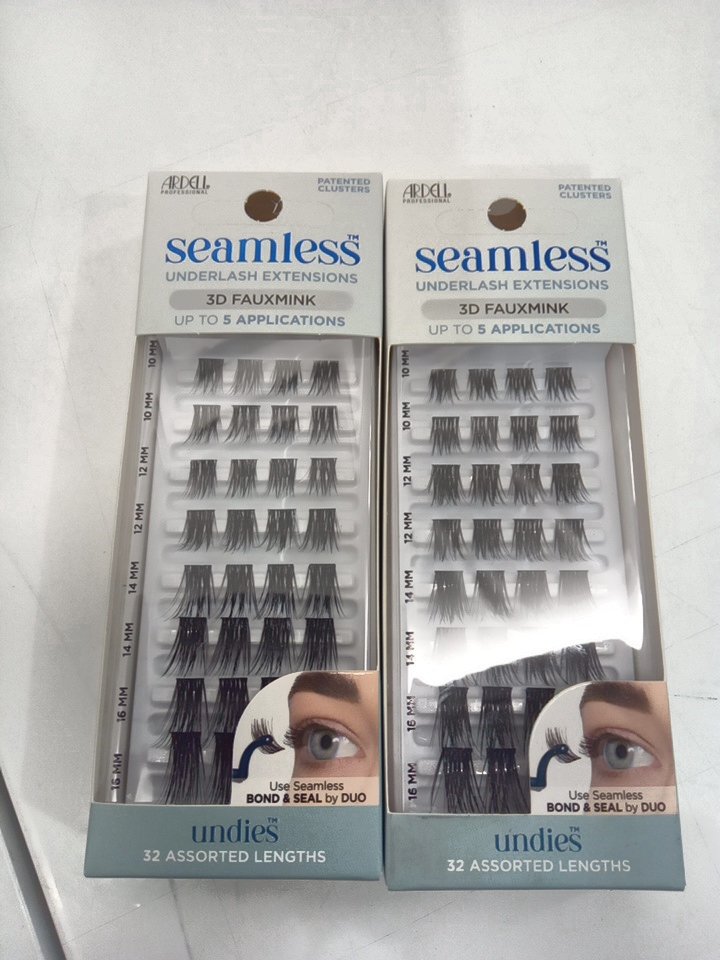 ARDELL
PROFESSIONAL
PATENTED
CLUSTERS
seamless™
UNDERLASH EXTENSIONS
3D FAUXMINK
UP TO 5 APPLICATIONS
10 MM
10 MM
12 MM
12 MM
14 MM
14 MM
16 MM
16 MM
Use Seamless
BOND & SEAL by DUO
undies™
32 ASSORTED LENGTHS
ARDELL
PROFESSIONAL
PATENTED
CLUSTERS
seamless™
UNDERLASH EXTENSIONS
3D FAUXMINK
UP TO 5 APPLICATIONS
10 MM
10 MM
12 MM
12 MM
14 MM
14 MM
16 MM
16 MM
Use Seamless
BOND & SEAL by DUO
undies™
32 ASSORTED LENGTHS